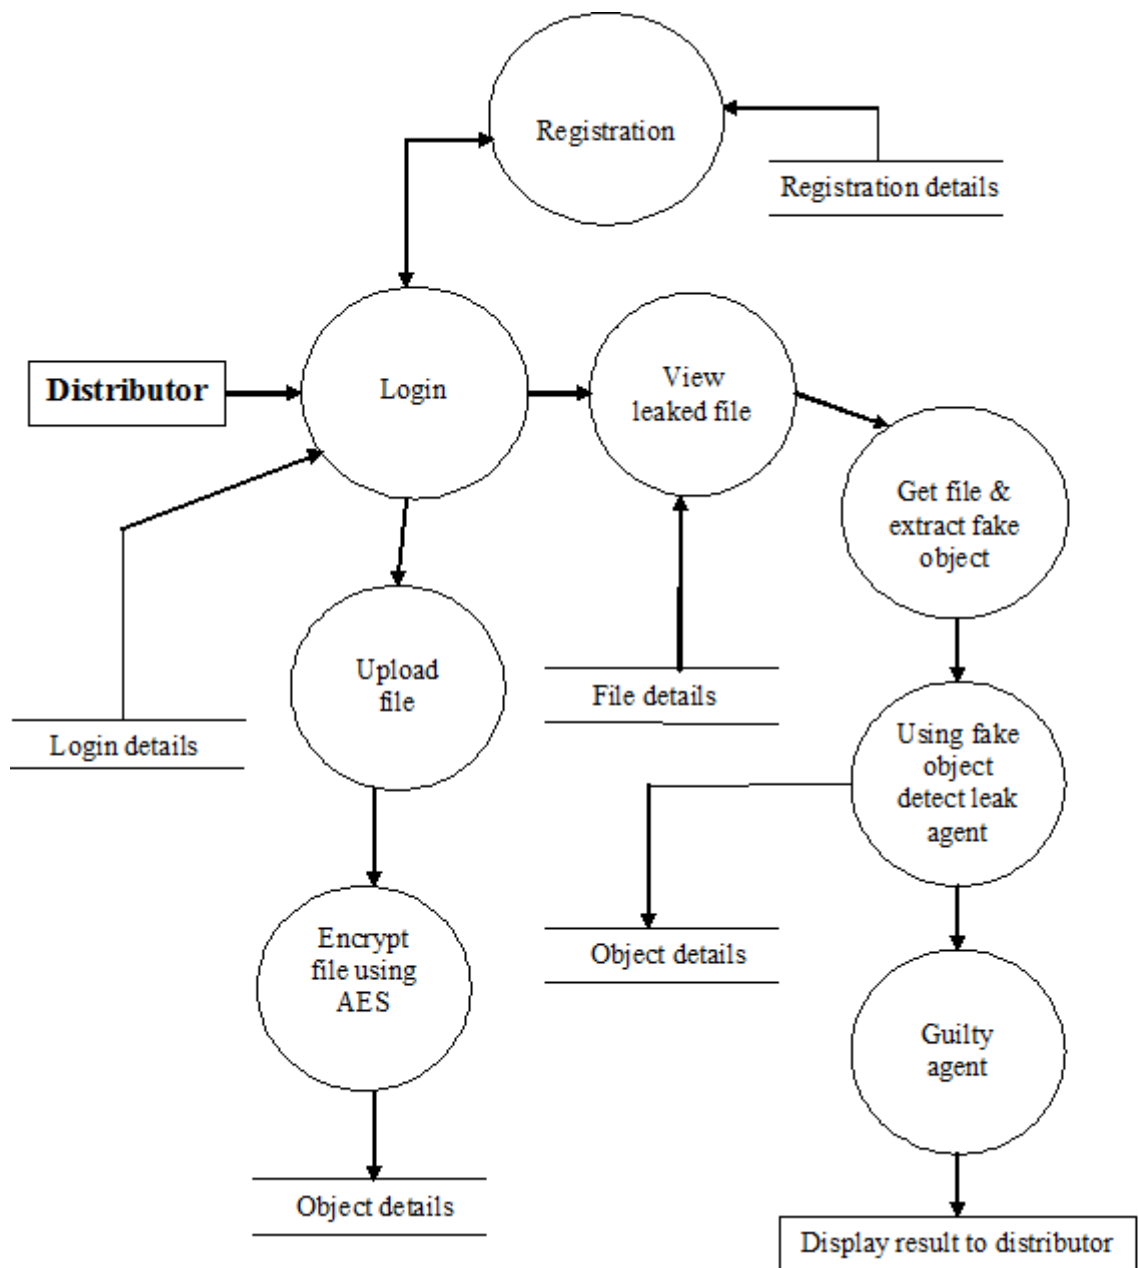 Registration
Registration details
Distributor
Login
View
leaked file
Get file &
extract fake
object
Upload
file
File details
Login details
Using fake
object
detect leak
agent
Encrypt
file using
AES
Object details
Guilty
agent
Object details
Display result to distributor